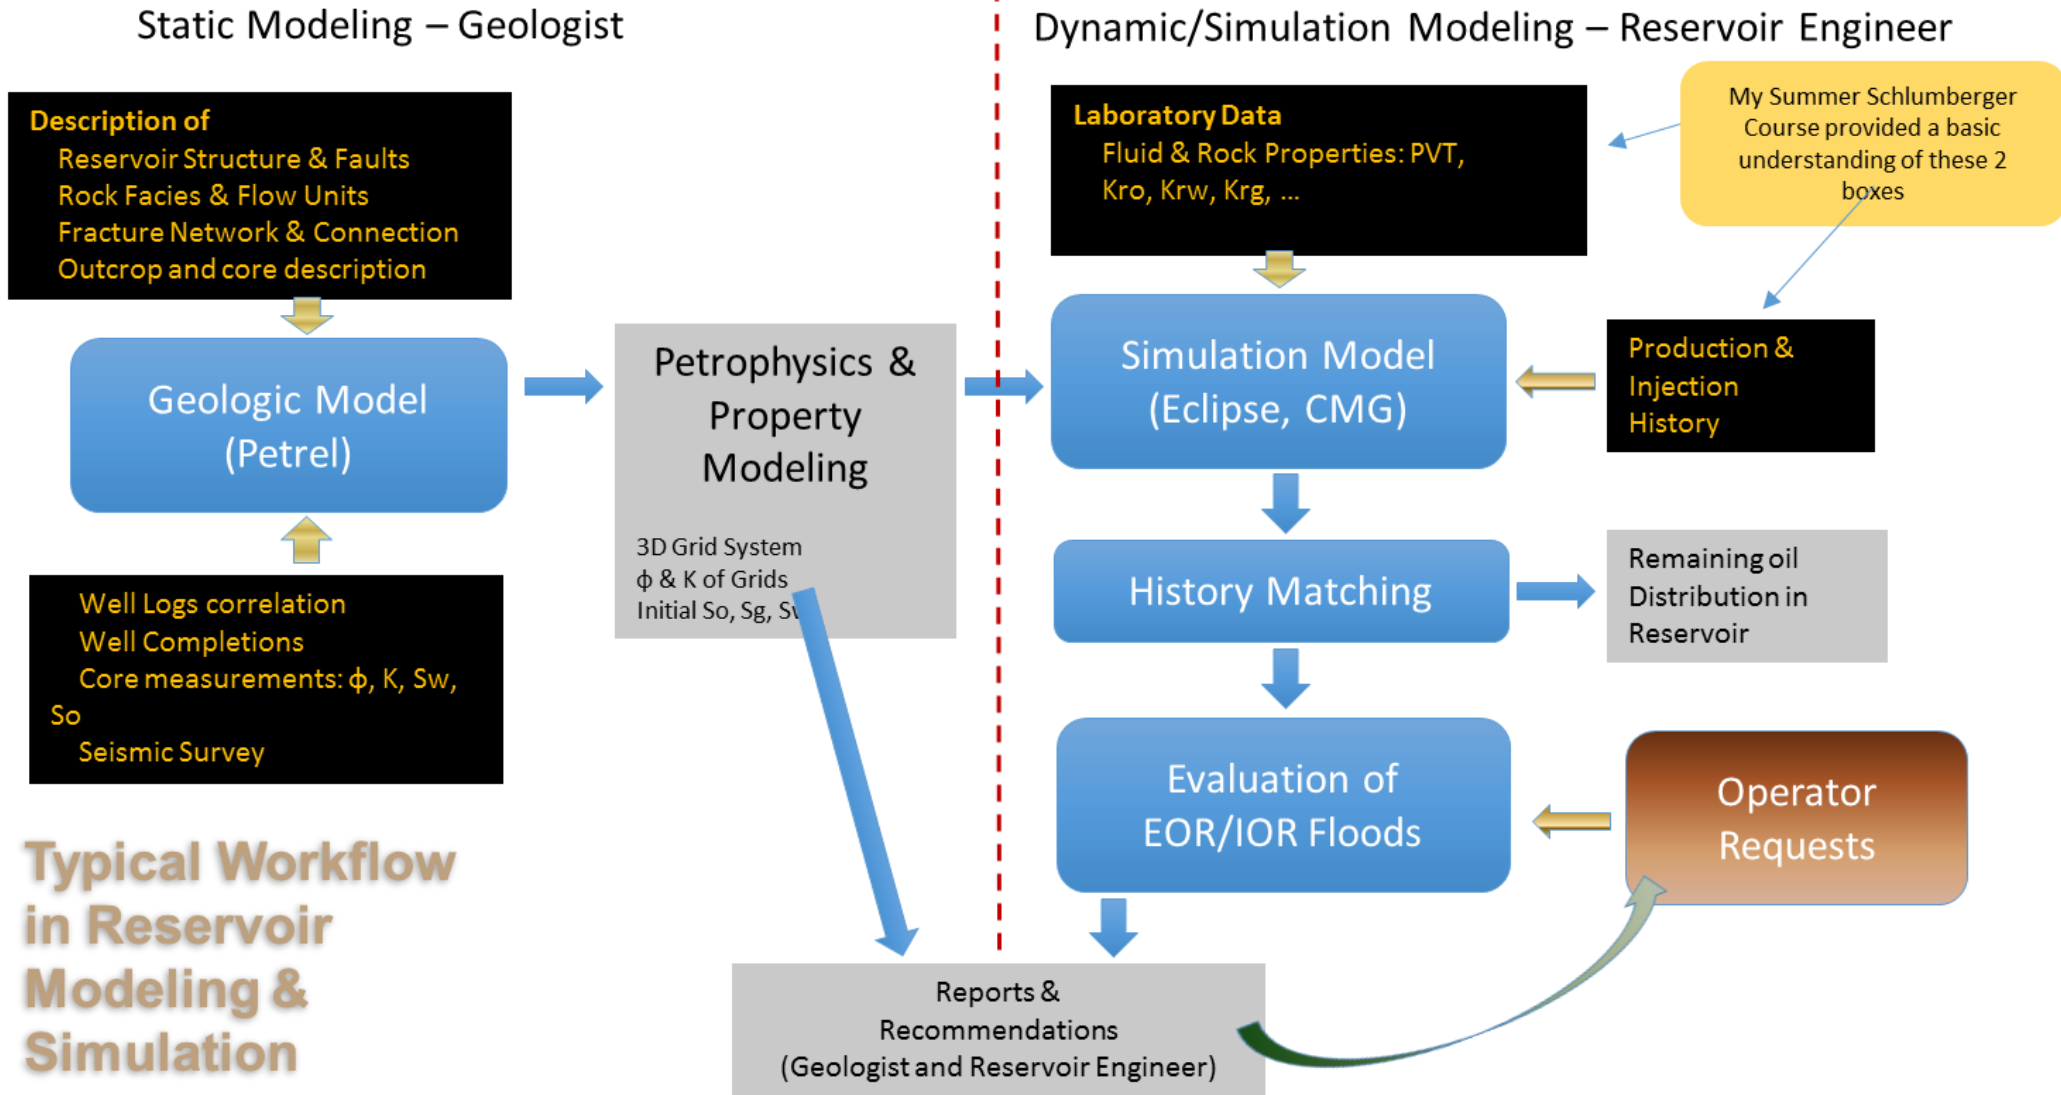 Static Modeling – Geologist
Dynamic/Simulation Modeling – Reservoir Engineer
Description of
Reservoir Structure & Faults
Rock Facies & Flow Units
Fracture Network & Connection
Outcrop and core description
Laboratory Data
Fluid & Rock Properties: PVT,
Kro, Krw, Krg, ...
My Summer Schlumberger
Course provided a basic
understanding of these 2
boxes
Geologic Model
(Petrel)
Petrophysics &
Property
Modeling
3D Grid System
ϕ & K of Grids
Initial So, Sg,
Simulation Model
(Eclipse, CMG)
Production &
Injection
History
Well Logs correlation
Well Completions
Core measurements: ϕ, K, Sw,
So
Seismic Survey
History Matching
Remaining oil
Distribution in
Reservoir
Evaluation of
EOR/IOR Floods
Operator
Requests
Typical Workflow
in Reservoir
Modeling &
Simulation
Reports &
Recommendations
(Geologist and Reservoir Engineer)